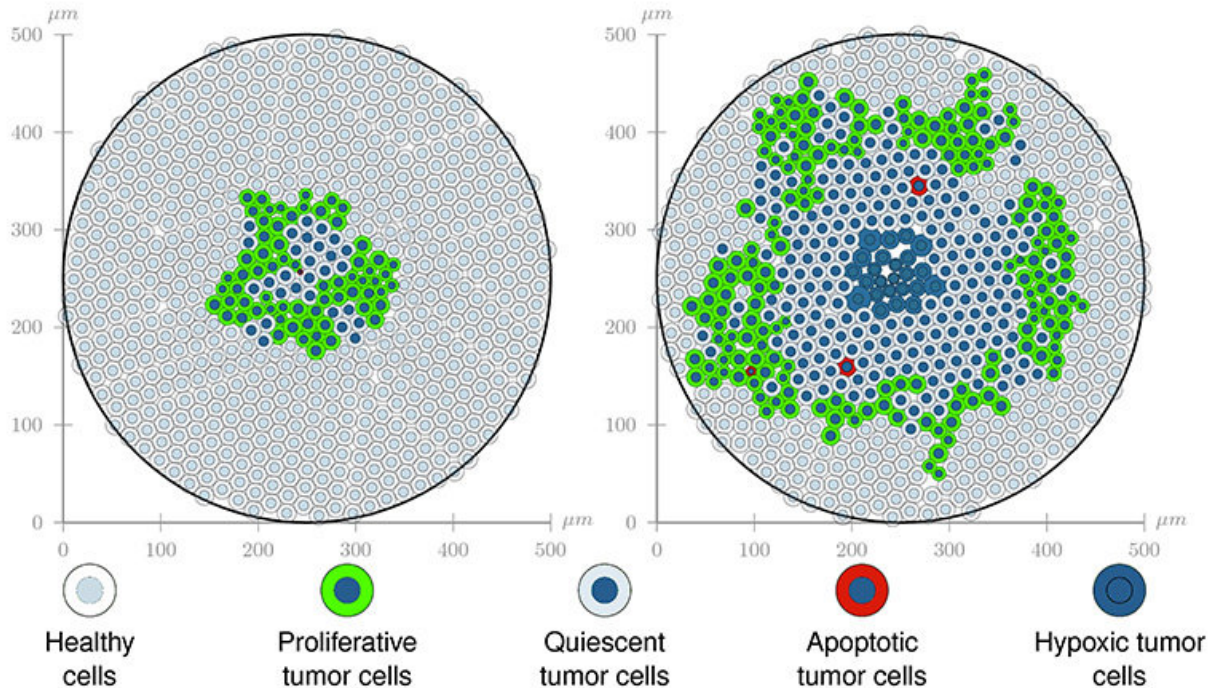 μm
500
400
300
200
100
0
μm
0 100 200 300 400 500
μm
500
400
300
200
100
0
μm
0 100 200 300 400 500
Healthy
cells
Proliferative
tumor cells
Quiescent
tumor cells
Apoptotic
tumor cells
Hypoxic tumor
cells